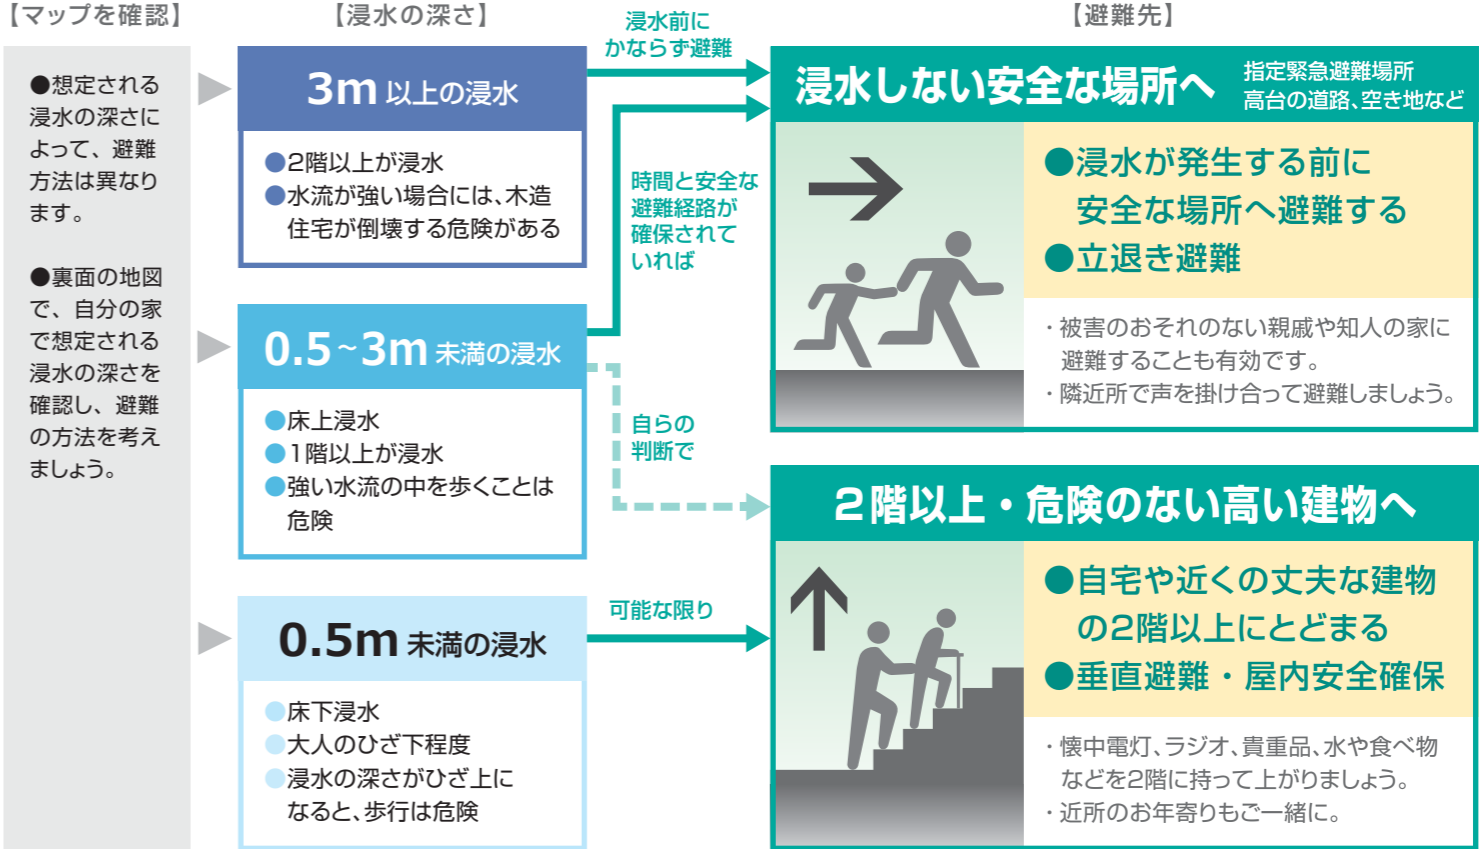 【マップを確認】
●想定される
浸水の深さに
よって、避難
方法は異なり
ます。
●裏面の地図
で、自分の家
で想定される
浸水の深さを
確認し、避難
の方法を考え
ましょう。
【浸水の深さ】
3m 以上の浸水
●2階以上が浸水
●水流が強い場合には、木造
住宅が倒壊する危険がある
0.5~3m 未満の浸水
●床上浸水
●1階以上が浸水
●強い水流の中を歩くことは
危険
0.5m 未満の浸水
●床下浸水
●大人のひざ下程度
●浸水の深さがひざ上に
なると、歩行は危険
浸水前に
かならず避難
時間と安全な
避難経路が
確保されて
いれば
自らの
判断で
可能な限り
【避難先】
浸水しない安全な場所へ
指定緊急避難場所
高台の道路、空き地など
●浸水が発生する前に
安全な場所へ避難する
●立退き避難
・被害のおそれのない親戚や知人の家に
避難することも有効です。
・隣近所で声を掛け合って避難しましょう。
2階以上・危険のない高い建物へ
●自宅や近くの丈夫な建物
の2階以上にとどまる
●垂直避難・屋内安全確保
・懐中電灯、ラジオ、貴重品、水や食べ物
などを2階に持って上がりましょう。
・近所のお年寄りもご一緒に。